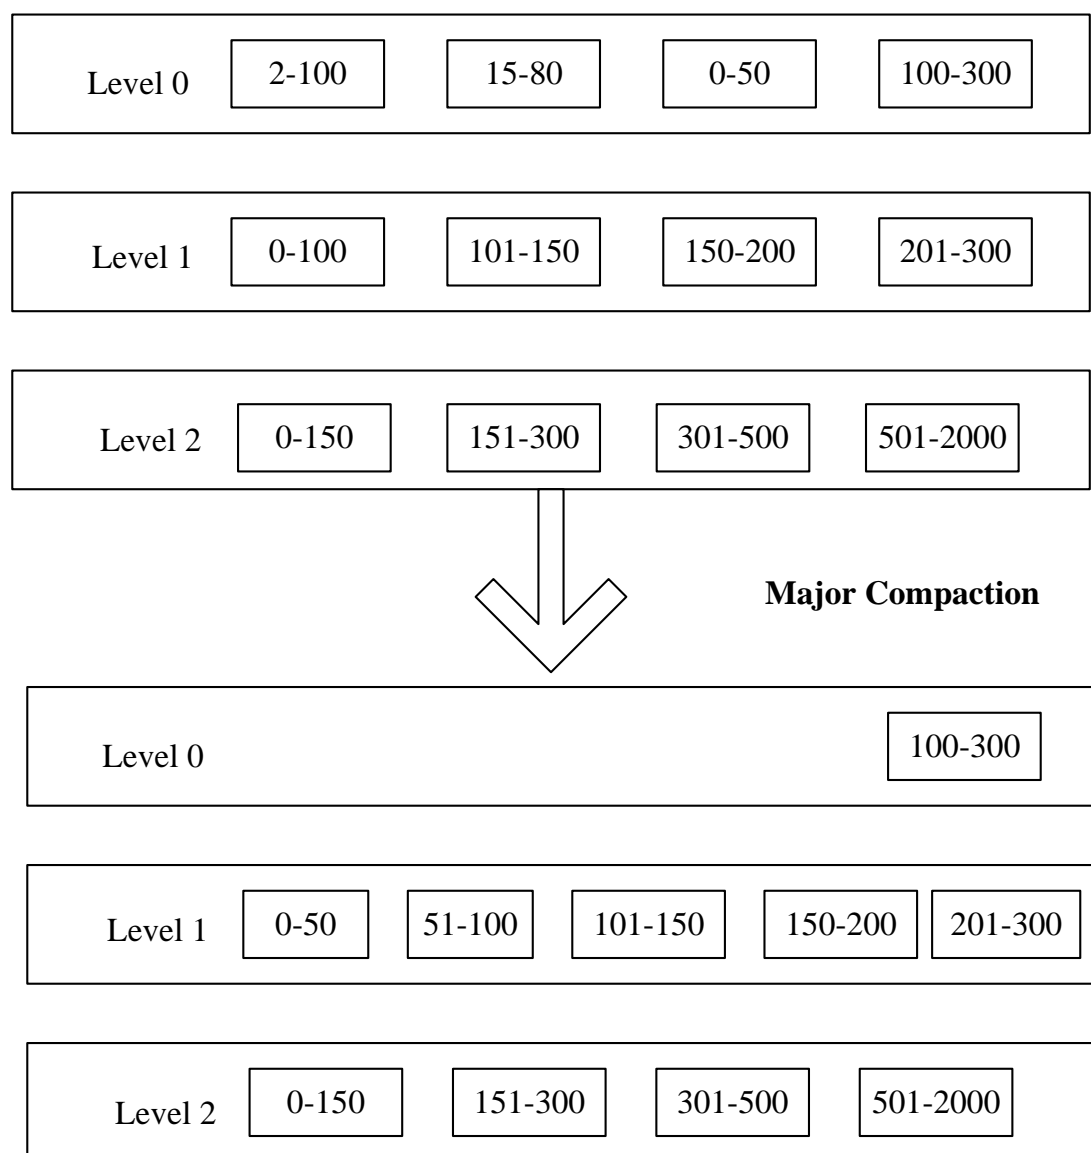 Level 0 2-100 15-80 0-50 100-300
Level 1 0-100 101-150 150-200 201-300
Level 2 0-150 151-300 301-500 501-2000
Major Compaction
Level 0 100-300
Level 1 0-50 51-100 101-150 150-200 201-300
Level 2 0-150 151-300 301-500 501-2000